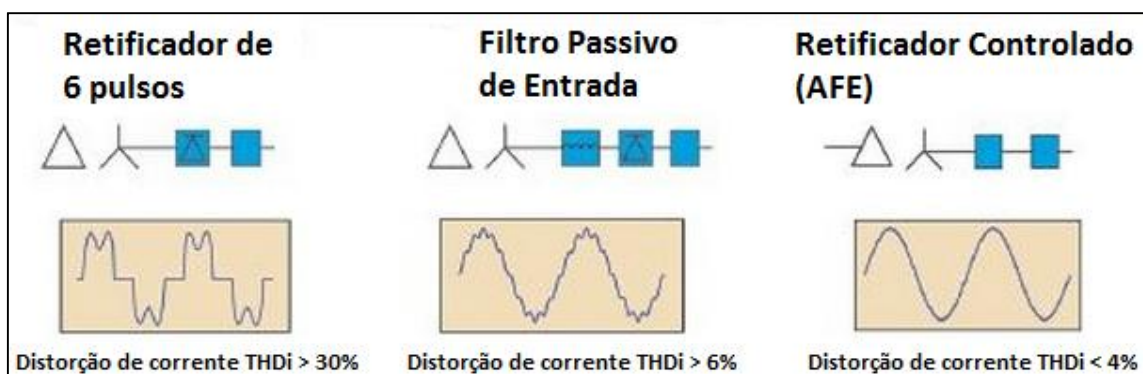 Retificador de
6 pulsos
Filtro Passivo
de Entrada
Retificador Controlado
(AFE)
Distorção de corrente THDi > 30%
Distorção de corrente THDi > 6%
Distorção de corrente THDi < 4%